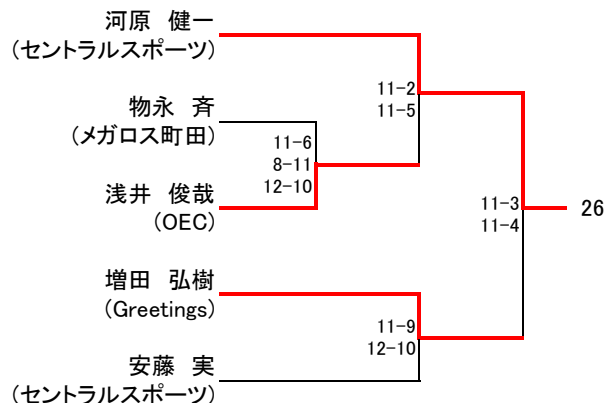 河原　健一
(セントラルスポーツ)
11-2
11-5
物永　斉
(メガロス町田)
11-6
8-11
12-10
浅井　俊哉
(OEC)
11-3
11-4
26
増田　弘樹
(Greetings)
11-9
12-10
安藤　実
(セントラルスポーツ)